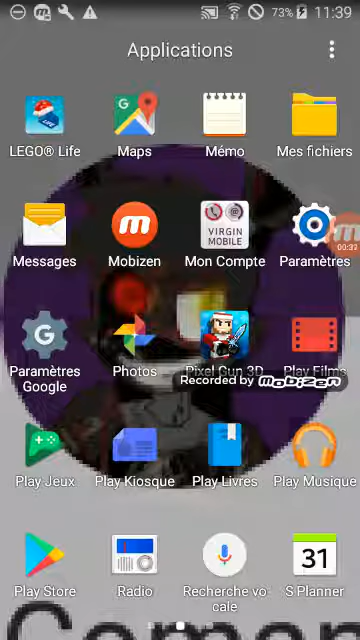 73% 11:39
Applications
LEGO® Life Maps Mémo Mes fichiers
VIRGIN
MOBILE
00:32
Messages Mobizen Mon Compte Paramètres
Paramètres
Google Photos Pixel Gun 3D Play Films
Recorded by mobizen
Play Jeux Play Kiosque Play Livres Play Musique
31
Play Store Radio Recherche vo-
cale S Planner